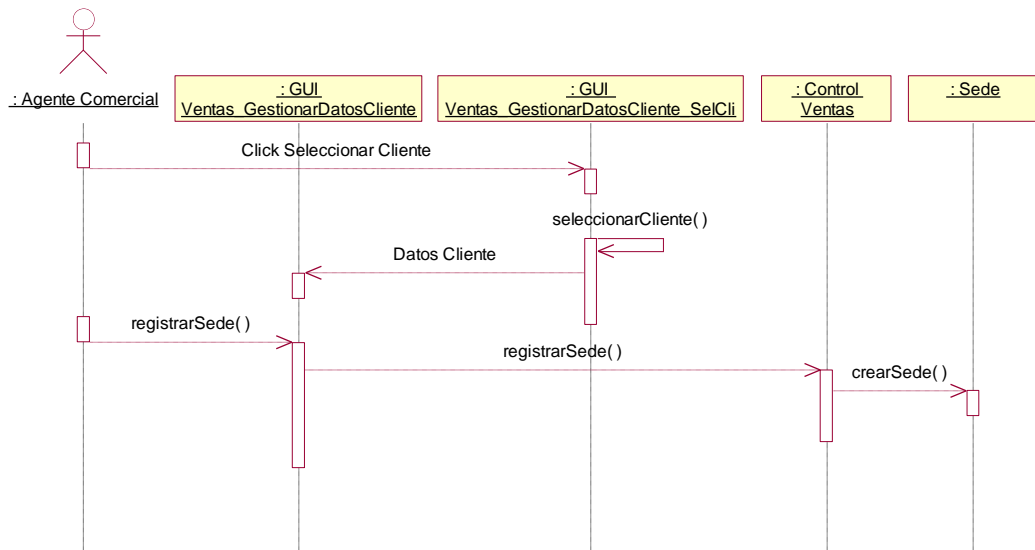 : Agente Comercial
: GUI
Ventas_GestionarDatosCliente
: GUI
Ventas_GestionarDatosCliente_SelCli
: Control
Ventas
: Sede
Click Seleccionar Cliente
seleccionarCliente( )
Datos Cliente
registrarSede( )
registrarSede( )
crearSede( )